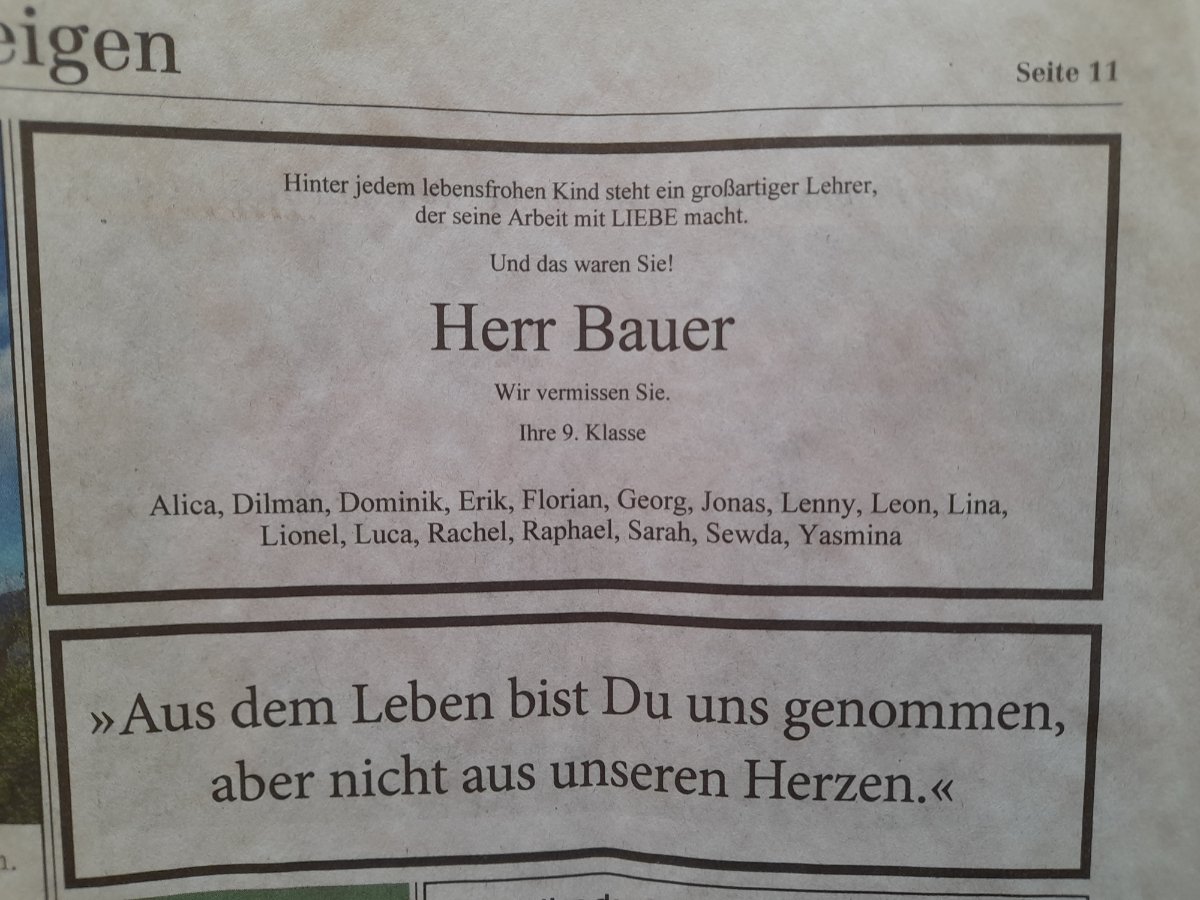 eigen
Seite 11
Hinter jedem lebensfrohen Kind steht ein großartiger Lehrer,
der seine Arbeit mit LIEBE macht.
Und das waren Sie!
Herr Bauer
Wir vermissen Sie.
Ihre 9. Klasse
Alica, Dilman, Dominik, Erik, Florian, Georg, Jonas, Lenny, Leon, Lina,
Lionel, Luca, Rachel, Raphael, Sarah, Sewda, Yasmina
»Aus dem Leben bist Du uns genommen,
aber nicht aus unseren Herzen.«